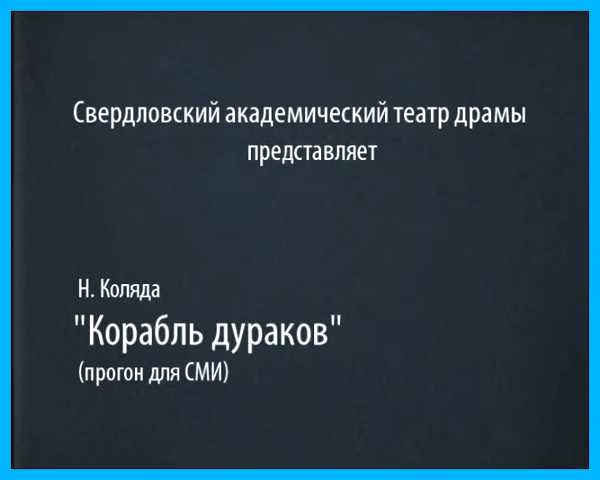 Свердловский академический театр драмы
представляет
Н. Коляда
"Корабль дураков"
(прогон для СМИ)